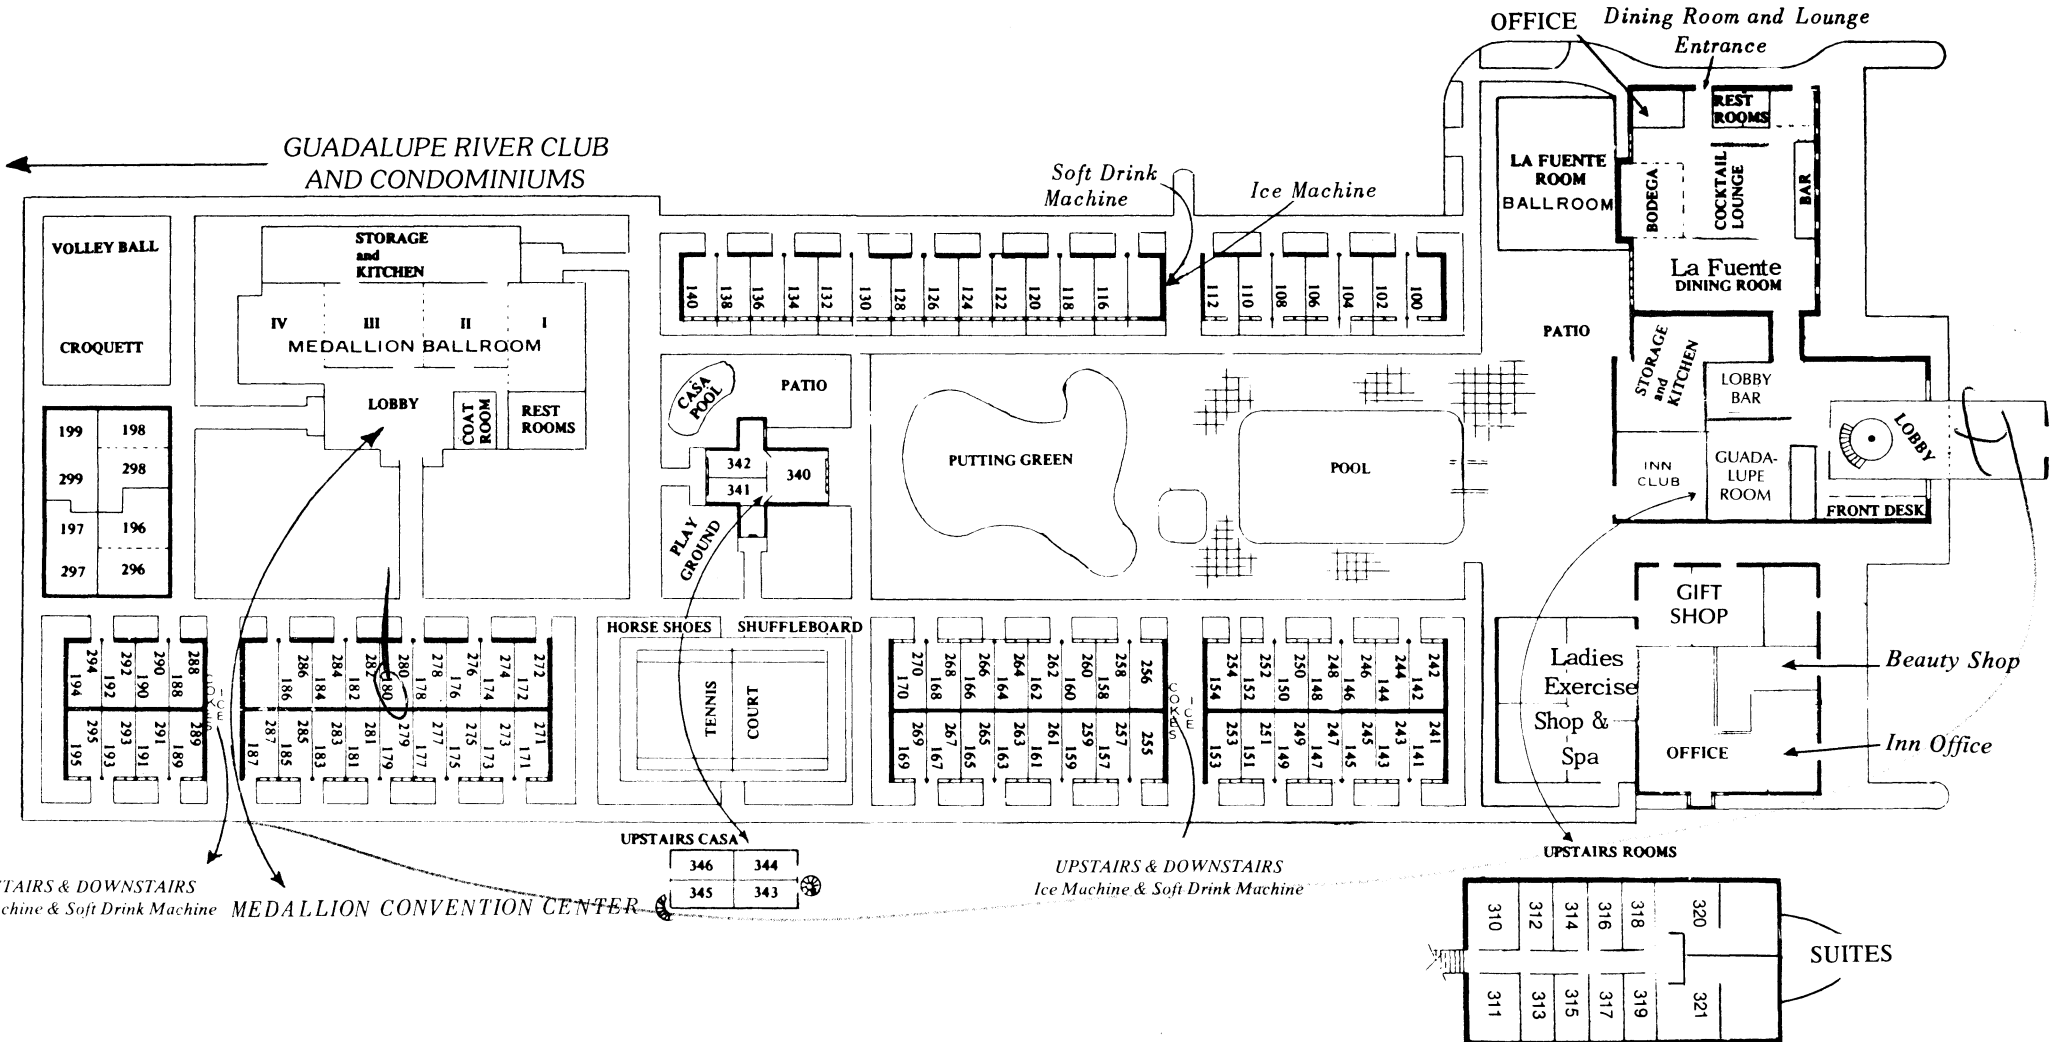 OFFICE
Dining Room and Lounge
Entrance
REST
ROOMS
LA FUENTE
ROOM
BALLROOM
BODEGA
COCKTAIL
LOUNGE
BAR
La Fuente
DINING ROOM
GUADALUPE RIVER CLUB
AND CONDOMINIUMS
Soft Drink
Machine
Ice Machine
VOLLEY BALL
CROQUETT
STORAGE
and
KITCHEN
IV
III
II
I
MEDALLION BALLROOM
LOBBY
COAT
ROOM
REST
ROOMS
140
138
136
134
132
130
128
126
124
122
120
118
116
112
110
108
106
104
102
100
PATIO
STORAGE
and
KITCHEN
LOBBY
BAR
LOBBY
INN
CLUB
GUADA-
LUPE
ROOM
FRONT DESK
CASA
POOL
PATIO
342
341
340
PLAY
GROUND
PUTTING GREEN
POOL
199
198
299
298
197
196
297
296
GIFT
SHOP
Ladies
Exercise
Shop &
Spa
Beauty Shop
OFFICE
Inn Office
HORSE SHOES
SHUFFLEBOARD
TENNIS
COURT
294
292
290
288
194
192
190
188
295
293
291
289
195
193
191
189
COKES
ICE
286
284
282
280
278
276
274
272
186
184
182
180
178
176
174
172
287
285
283
281
279
277
275
273
271
187
185
183
181
179
177
175
173
171
270
268
266
264
262
260
258
256
170
168
166
164
162
160
158
269
267
265
263
261
259
257
255
169
167
165
163
161
159
157
COKES
ICE
254
252
250
248
248
244
242
154
152
150
148
146
144
142
253
251
249
247
245
243
241
153
151
149
147
145
143
141
UPSTAIRS CASA
346
344
345
343
TAIRS & DOWNSTAIRS
chine & Soft Drink Machine
MEDALLION CONVENTION CENTER
UPSTAIRS & DOWNSTAIRS
Ice Machine & Soft Drink Machine
UPSTAIRS ROOMS
310
312
314
316
318
320
311
313
315
317
319
321
SUITES